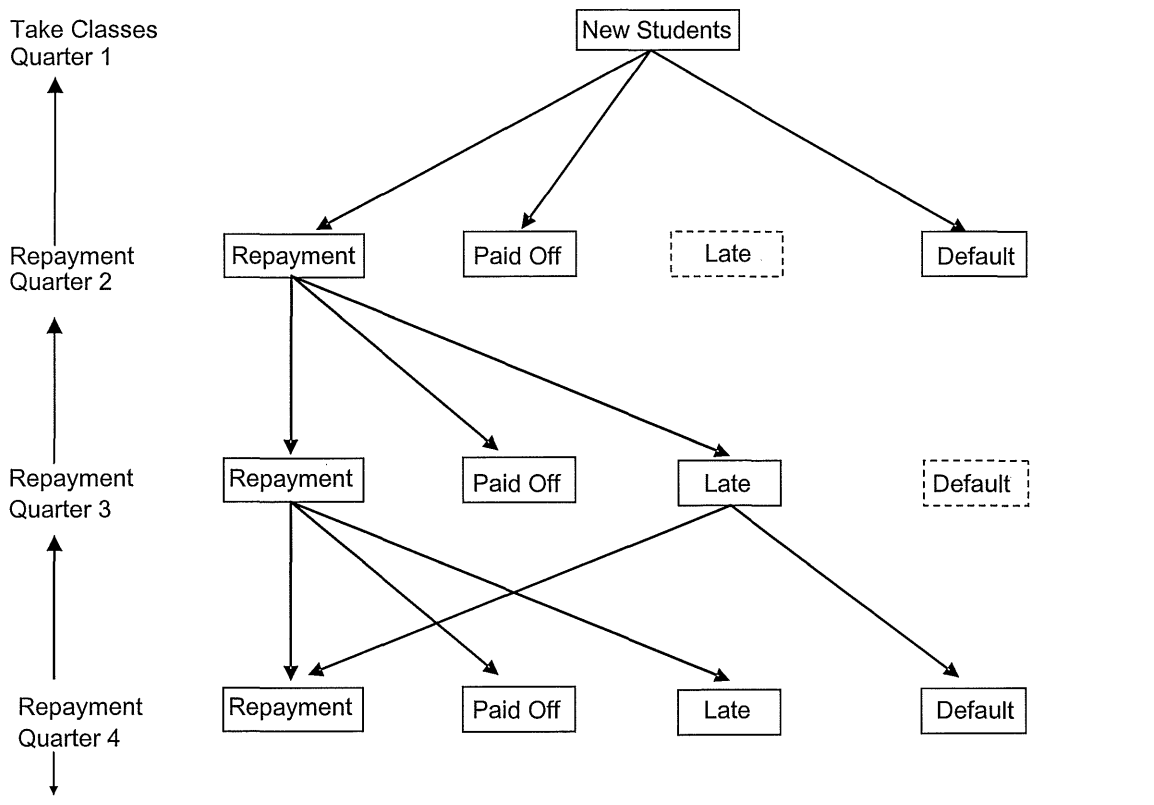 Take Classes
Quarter 1
New Students
Repayment
Quarter 2
Repayment
Paid Off
Late
Default
Repayment
Quarter 3
Repayment
Paid Off
Late
Default
Repayment
Quarter 4
Repayment
Paid Off
Late
Default